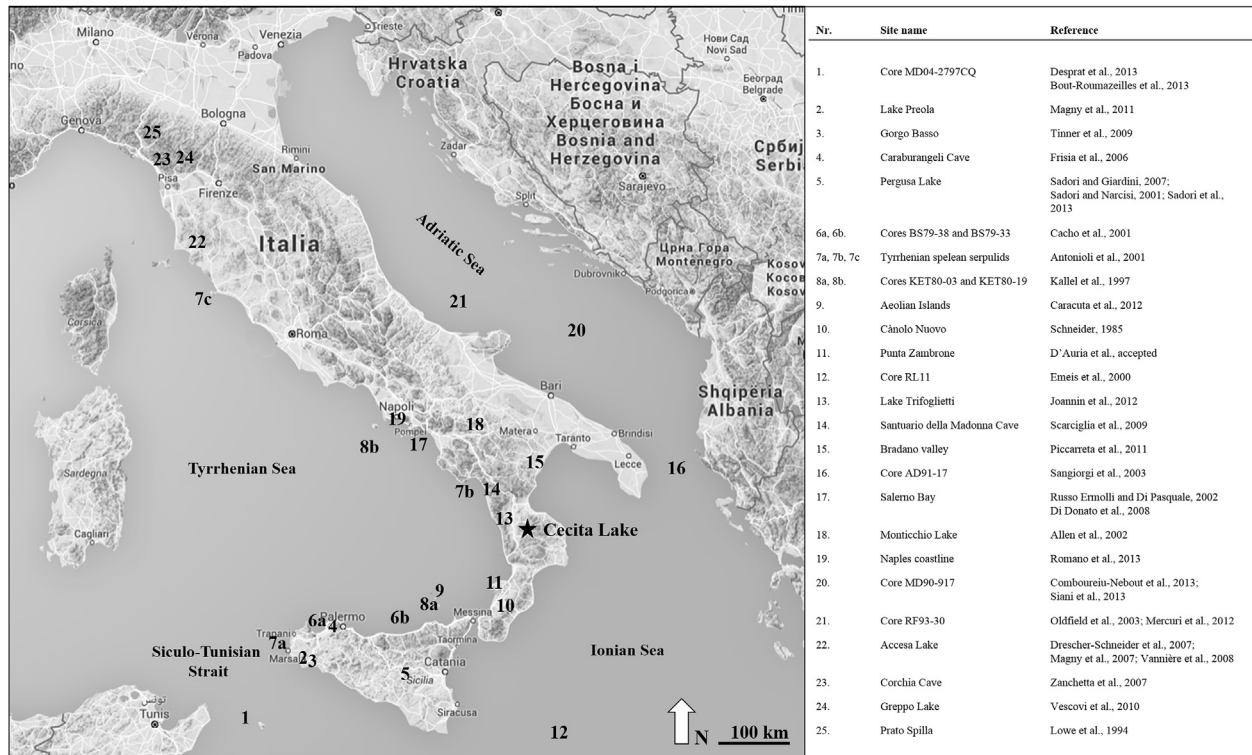 Milano
Verona
Venezia
Trieste
Padova
Hrvatska
Croatia
Bosna i
Hercegovina
Босна и
Херцеговина
Bosnia and
Herzegovina
Нови Сад
Novi Sad
Београд
Belgrade
Genova
Bologna
25
23
24
Pisa
Firenze
Rimini
San Marino
Zadar
Split
Sarajevo
Србија
Serbia
22
Italia
Adriatic Sea
Црна Гора
Montenegro
Dubrovnik
Podgorica
7c
21
20
Corsica
Roma
Shqipëria
Albania
Napoli
19
Pompei
17
18
8b
Bari
Matera
Taranto
Brindisi
Lecce
15
16
Sardegna
Tyrrhenian Sea
7b
14
13
★ Cecita Lake
Cagliari
11
10
9
8a
6b
6a
Palermo
4
Messina
Taormina
Trapani
7a
Marsala
2
3
Siculo-Tunisian
Strait
5
Sicilia
Catania
Siracusa
Ionian Sea
تونس
Tunis
1
12
N
100 km
Nr. Site name Reference
1. Core MD04-2797CQ Desprat et al., 2013
Bout-Roumazeilles et al., 2013
2. Lake Preola Magny et al., 2011
3. Gorgo Basso Tinner et al., 2009
4. Caraburangeli Cave Frisia et al., 2006
5. Pergusa Lake Sadori and Giardini, 2007;
Sadori and Narcisi, 2001; Sadori et al.,
2013
6a, 6b. Cores BS79-38 and BS79-33 Cacho et al., 2001
7a, 7b, 7c Tyrrhenian spelean serpulids Antonioli et al., 2001
8a, 8b. Cores KET80-03 and KET80-19 Kallel et al., 1997
9. Aeolian Islands Caracuta et al., 2012
10. Cànolo Nuovo Schneider, 1985
11. Punta Zambrone D'Auria et al., accepted
12. Core RL11 Emeis et al., 2000
13. Lake Trifoglietti Joannin et al., 2012
14. Santuario della Madonna Cave Scarciglia et al., 2009
15. Bradano valley Piccarreta et al., 2011
16. Core AD91-17 Sangiorgi et al., 2003
17. Salerno Bay Russo Ermolli and Di Pasquale, 2002
Di Donato et al., 2008
18. Monticchio Lake Allen et al., 2002
19. Naples coastline Romano et al., 2013
20. Core MD90-917 Comboureiu-Nebout et al., 2013;
Siani et al., 2013
21. Core RF93-30 Oldfield et al., 2003; Mercuri et al., 2012
22. Accesa Lake Drescher-Schneider et al., 2007;
Magny et al., 2007; Vannière et al., 2008
23. Corchia Cave Zanchetta et al., 2007
24. Greppo Lake Vescovi et al., 2010
25. Prato Spilla Lowe et al., 1994